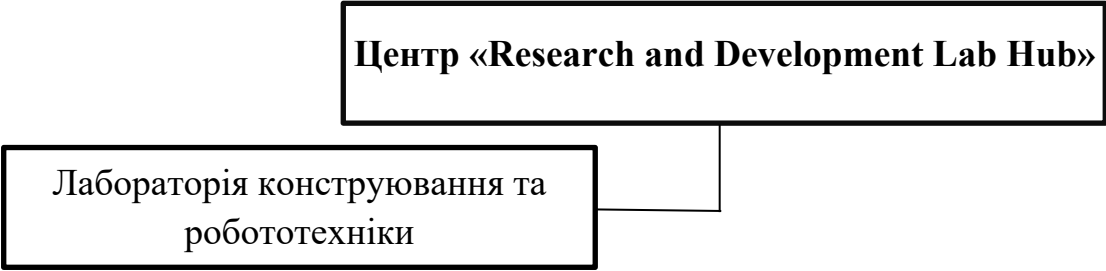 Центр «Research and Development Lab Hub»
Лабораторія конструювання та
робототехніки